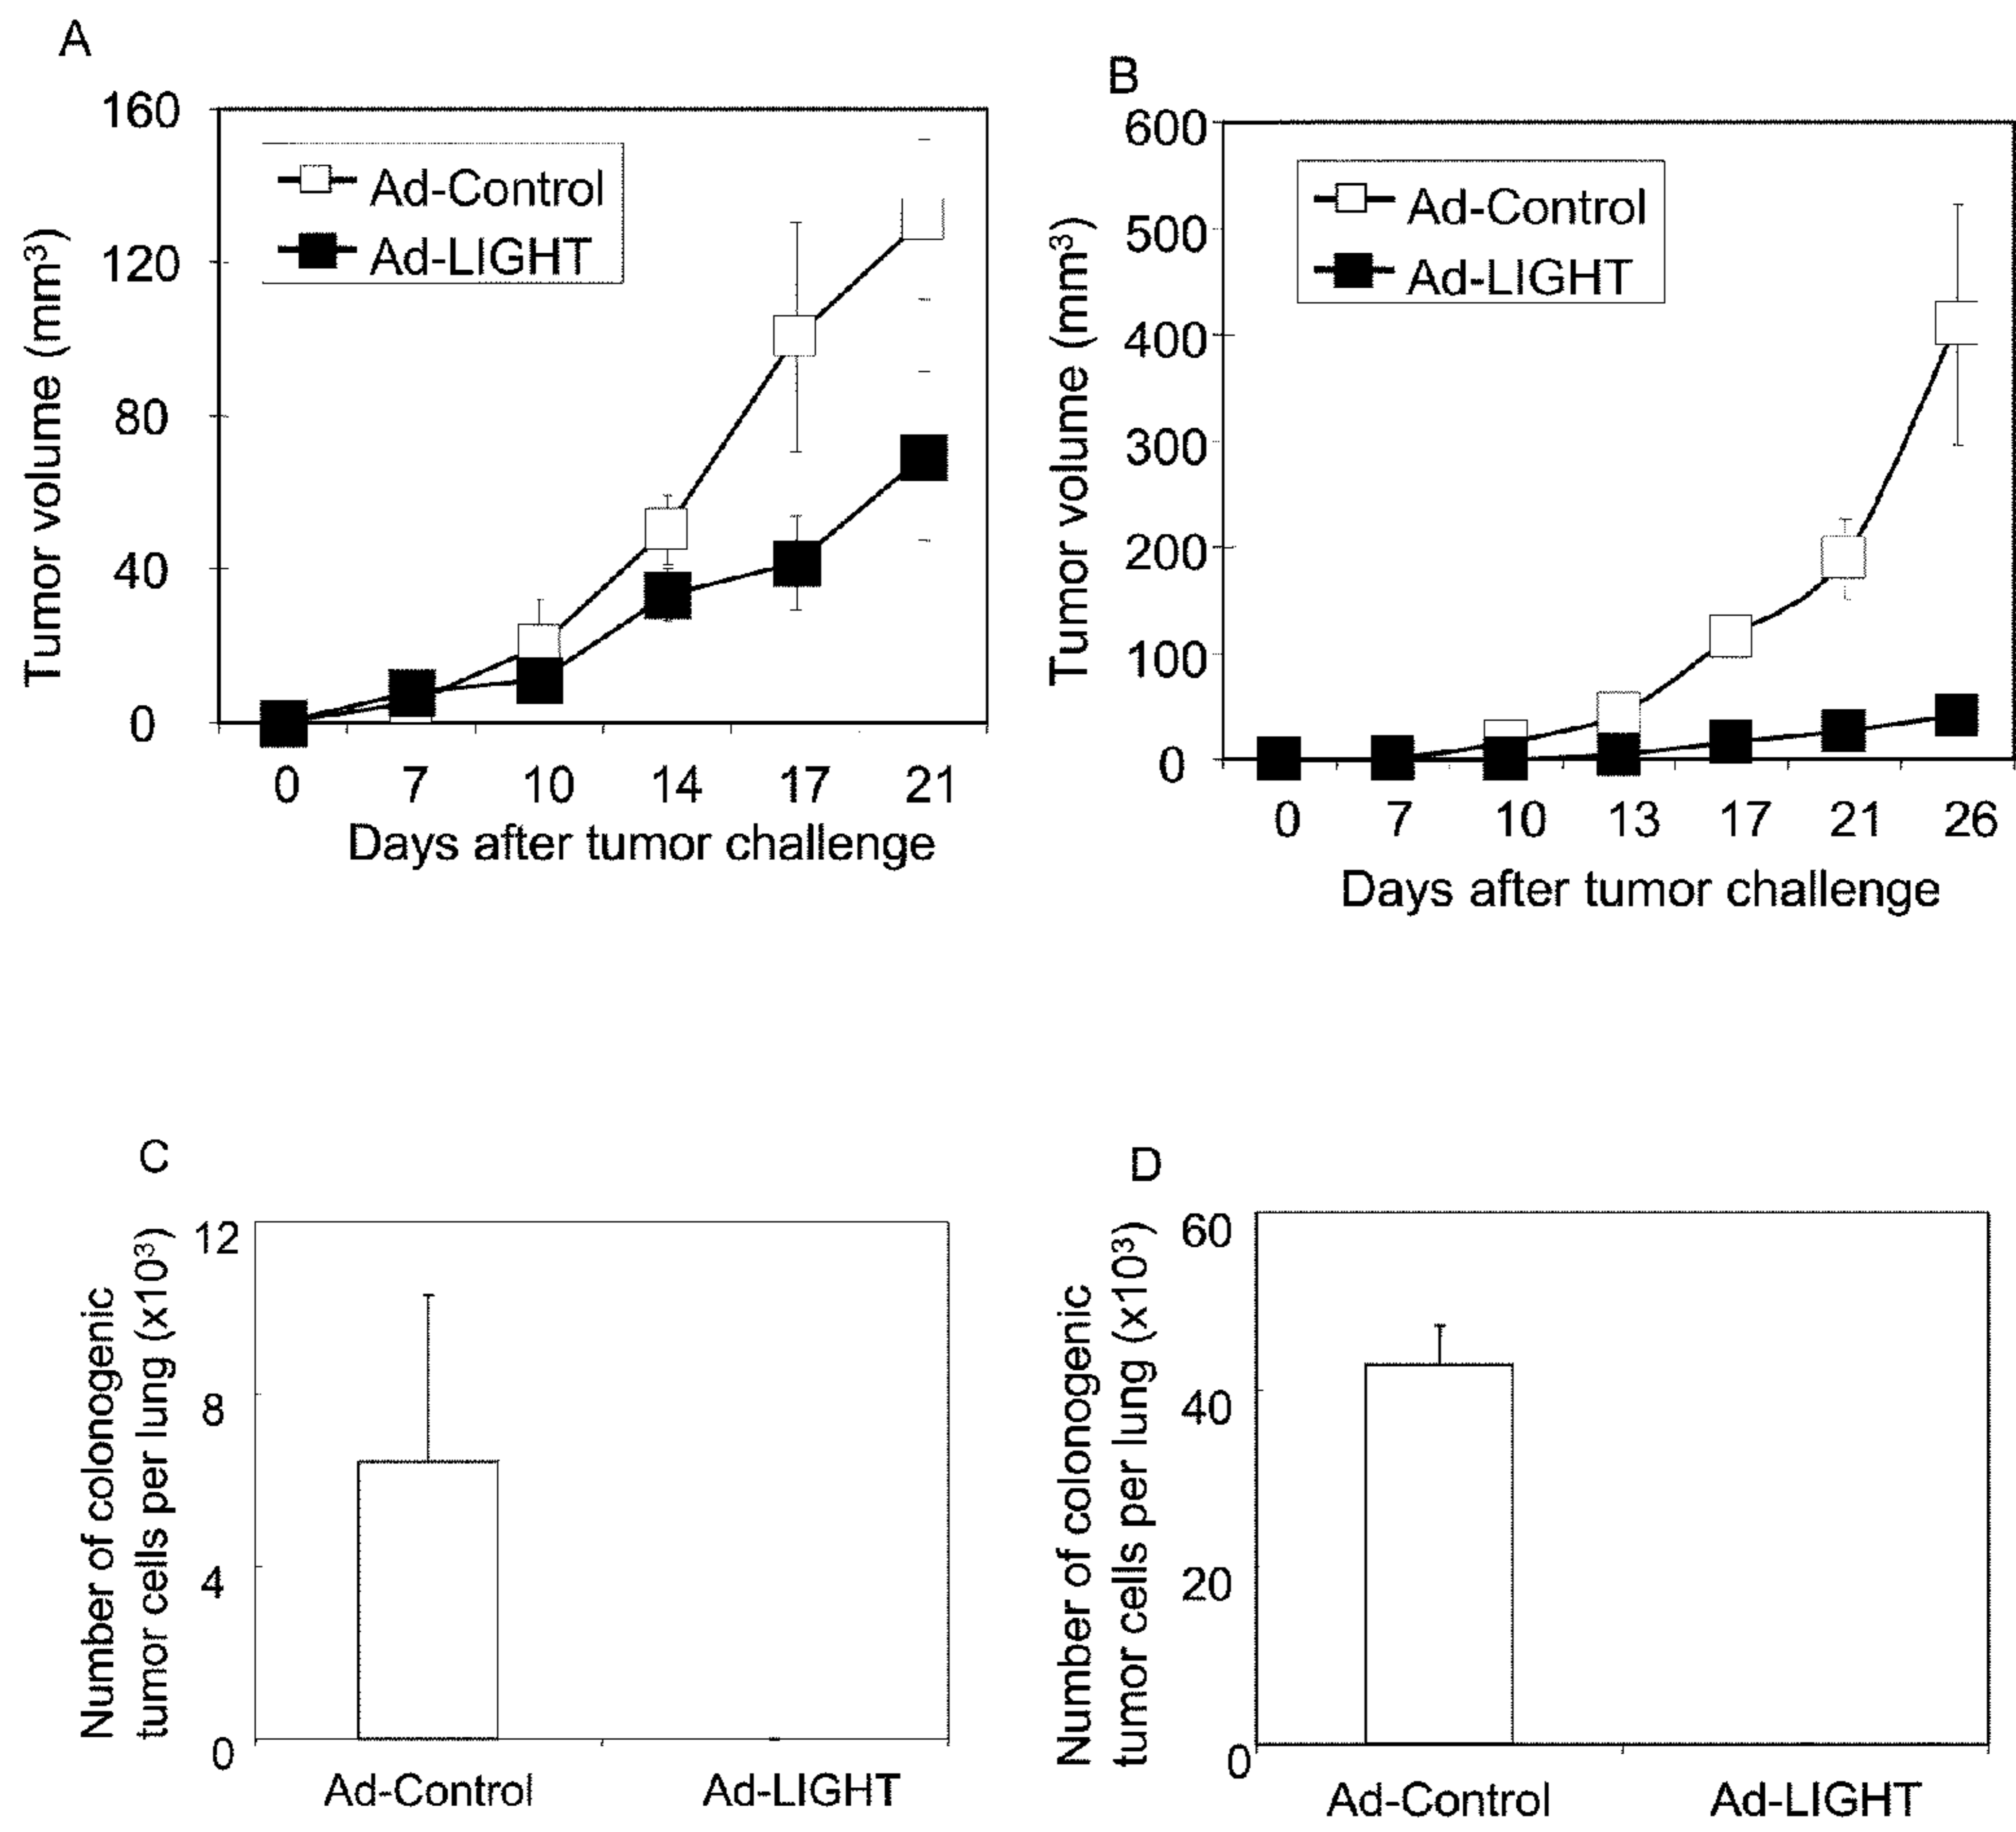 A
160
120
80
40
0
Tumor volume (mm³)
Ad-Control
Ad-LIGHT
0 7 10 14 17 21
Days after tumor challenge
B
600
500
400
300
200
100
0
Tumor volume (mm³)
Ad-Control
Ad-LIGHT
0 7 10 13 17 21 26
Days after tumor challenge
C
12
8
4
0
Number of colonogenic
tumor cells per lung (x10³)
Ad-Control Ad-LIGHT
D
60
40
20
0
Number of colonogenic
tumor cells per lung (x10³)
Ad-Control Ad-LIGHT